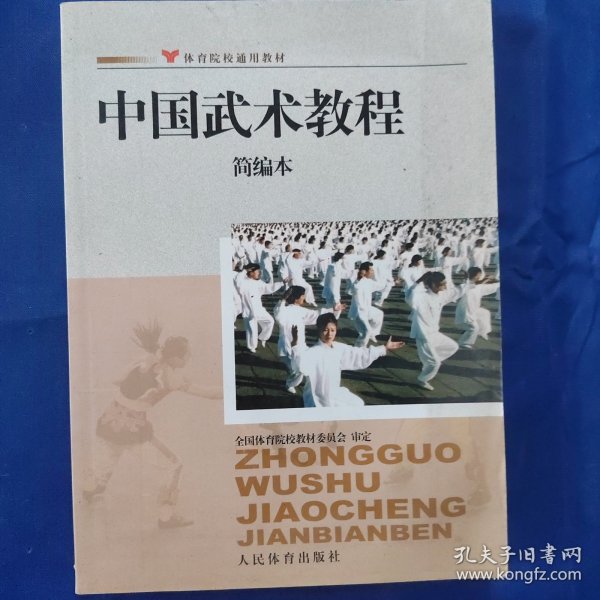 体育院校通用教材
中国武术教程
简编本
全国体育院校教材委员会 审定
ZHONGGUO
WUSHU
JIAOCHENG
JIANBIANBEN
人民体育出版社
孔夫子旧书网
www.kongfz.com